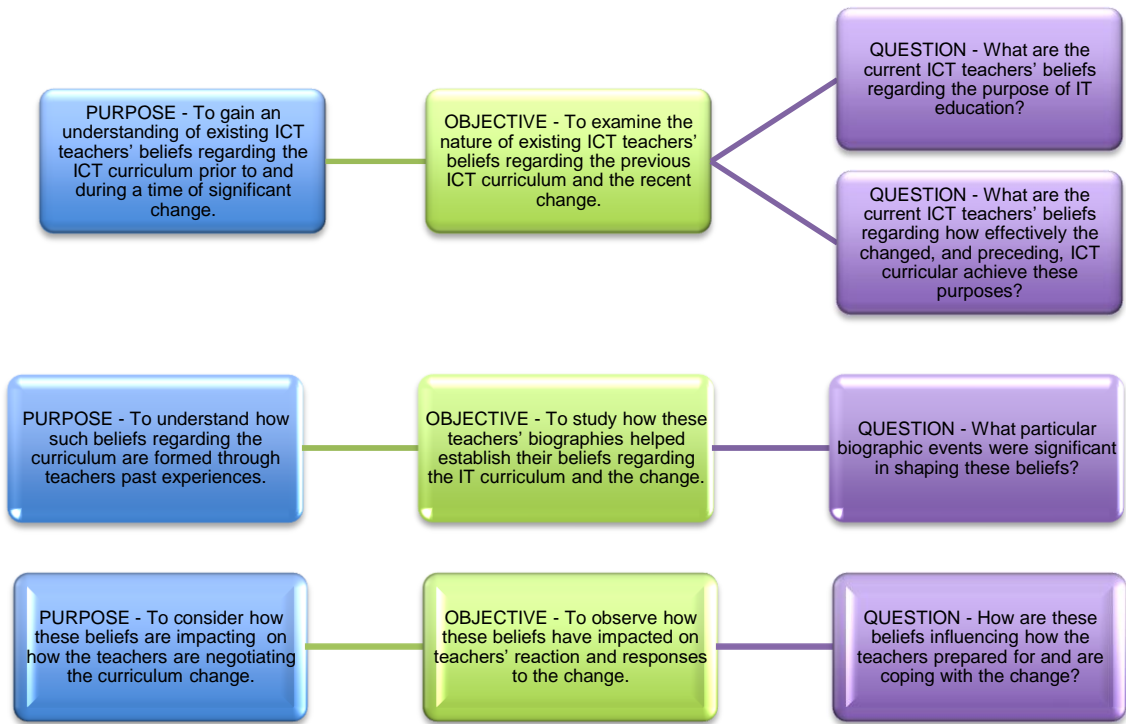 PURPOSE - To gain an
understanding of existing ICT
teachers' beliefs regarding the
ICT curriculum prior to and
during a time of significant
change.
OBJECTIVE - To examine the
nature of existing ICT teachers'
beliefs regarding the previous
ICT curriculum and the recent
change.
QUESTION - What are the
current ICT teachers' beliefs
regarding the purpose of IT
education?
QUESTION - What are the
current ICT teachers' beliefs
regarding how effectively the
changed, and preceding, ICT
curricular achieve these
purposes?
PURPOSE - To understand how
such beliefs regarding the
curriculum are formed through
teachers past experiences.
OBJECTIVE - To study how these
teachers' biographies helped
establish their beliefs regarding
the IT curriculum and the change.
QUESTION - What particular
biographic events were significant
in shaping these beliefs?
PURPOSE - To consider how
these beliefs are impacting on
how the teachers are negotiating
the curriculum change.
OBJECTIVE - To observe how
these beliefs have impacted on
teachers' reaction and responses
to the change.
QUESTION - How are these
beliefs influencing how the
teachers prepared for and are
coping with the change?